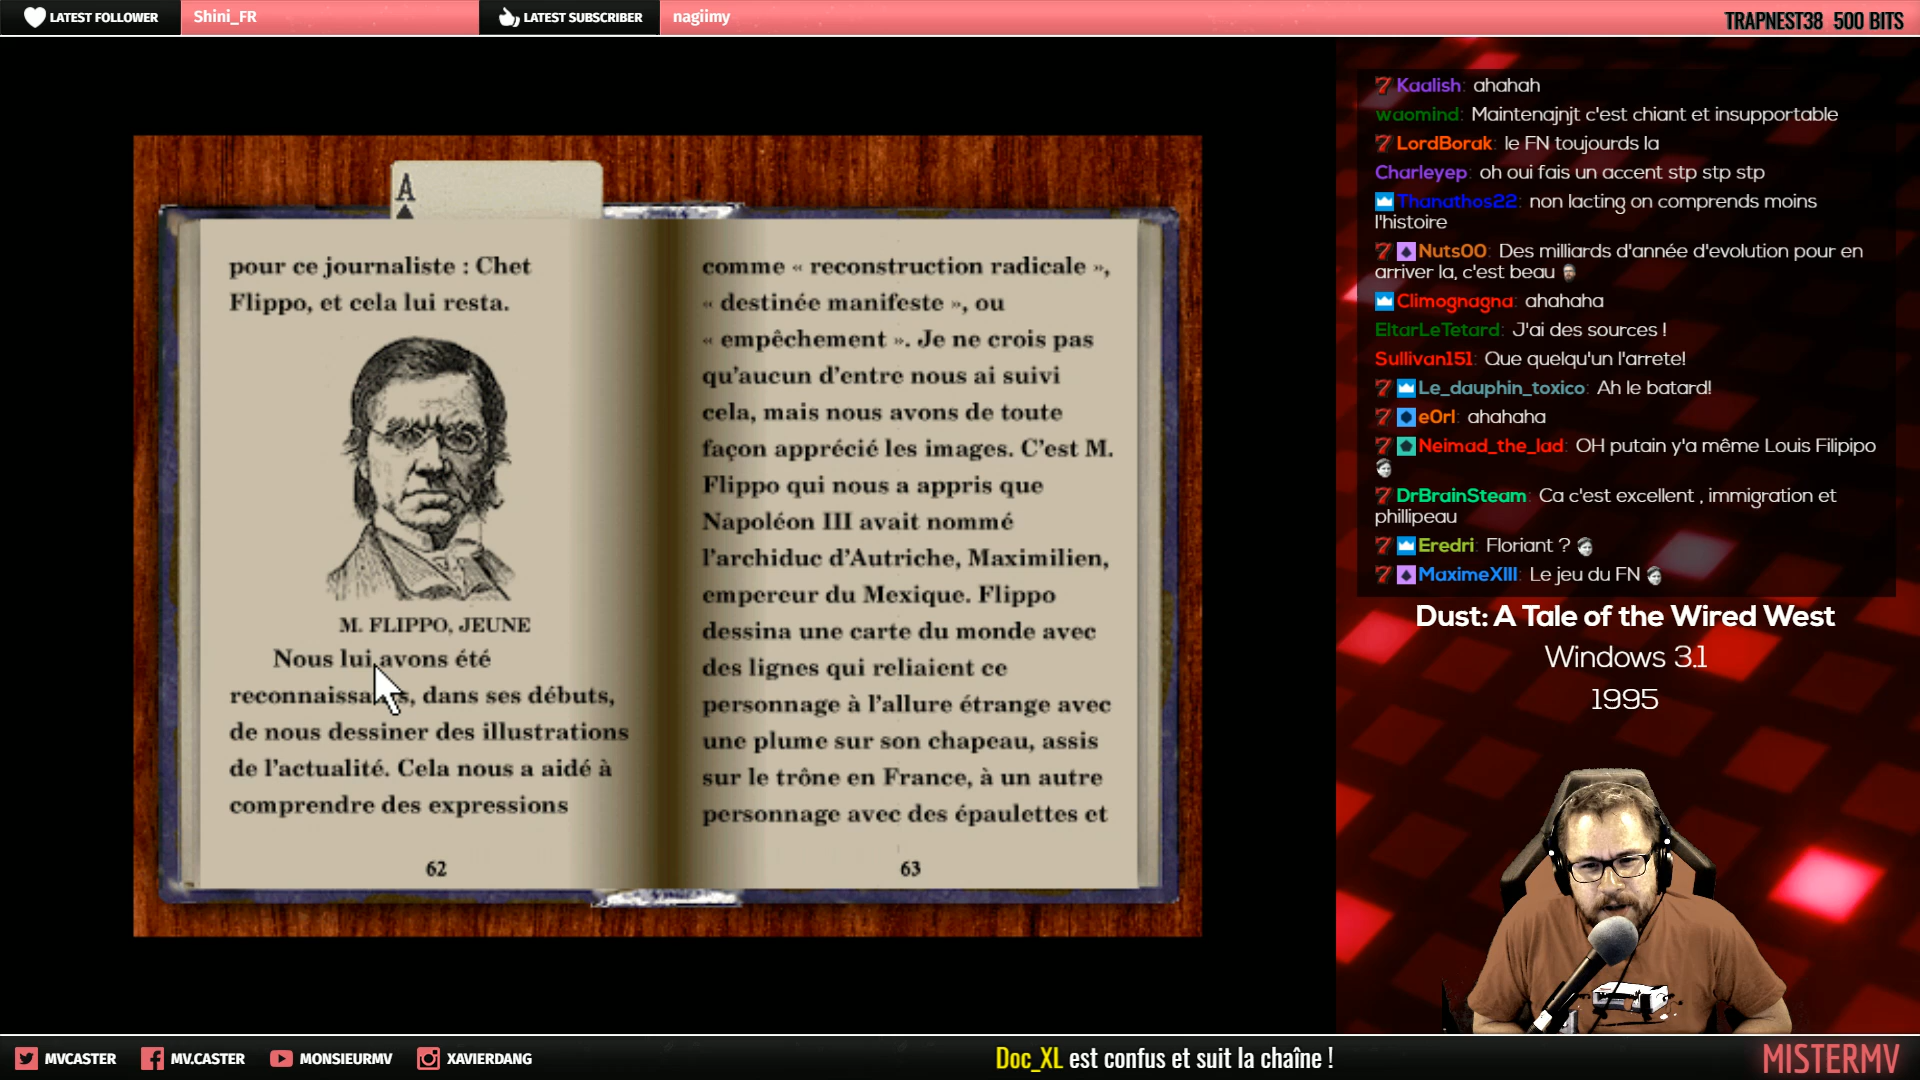 LATEST FOLLOWER Shini_FR LATEST SUBSCRIBER nagiimy TRAPNEST38 500 BITS
A
pour ce journaliste : Chet
Flippo, et cela lui resta.
M. FLIPPO, JEUNE
Nous lui avons été
reconnaissants, dans ses débuts,
de nous dessiner des illustrations
de l'actualité. Cela nous a aidé à
comprendre des expressions
62
comme « reconstruction radicale »,
« destinée manifeste », ou
« empêchement ». Je ne crois pas
qu'aucun d'entre nous ai suivi
cela, mais nous avons de toute
façon apprécié les images. C'est M.
Flippo qui nous a appris que
Napoléon III avait nommé
l'archiduc d'Autriche, Maximilien,
empereur du Mexique. Flippo
dessina une carte du monde avec
des lignes qui reliaient ce
personnage à l'allure étrange avec
une plume sur son chapeau, assis
sur le trône en France, à un autre
personnage avec des épaulettes et
63
7 Kaalish: ahahah
waomind: Maintenajnjt c'est chiant et insupportable
7 LordBorak: le FN toujourds la
Charleyep: oh oui fais un accent stp stp stp
Thanathos22: non lacting on comprends moins
l'histoire
7 Nuts00: Des milliards d'année d'evolution pour en
arriver la, c'est beau
Climognagna: ahahaha
EltarLeTetard: J'ai des sources !
Sullivan151: Que quelqu'un l'arrete!
7 Le_dauphin_toxico: Ah le batard!
7 e0rl: ahahaha
7 Neimad_the_lad: OH putain y'a même Louis Filipipo
7 DrBrainSteam: Ca c'est excellent , immigration et
phillipeau
7 Eredri: Floriant ?
7 MaximeXIII: Le jeu du FN
Dust: A Tale of the Wired West
Windows 3.1
1995
MVCASTER MV.CASTER MONSIEURMV XAVIERDANG Doc_XL est confus et suit la chaîne ! MISTERMV